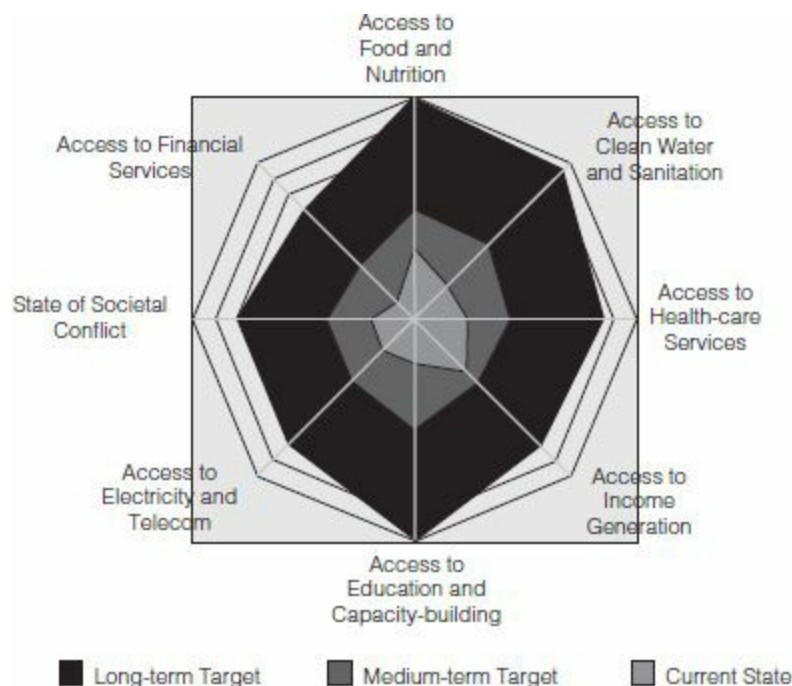 Access to
Food and
Nutrition
Access to Financial
Services
Access to
Clean Water
and Sanitation
State of Societal
Conflict
Access to
Health-care
Services
Access to
Electricity and
Telecom
Access to
Income
Generation
Access to
Education and
Capacity-building
Long-term Target
Medium-term Target
Current State